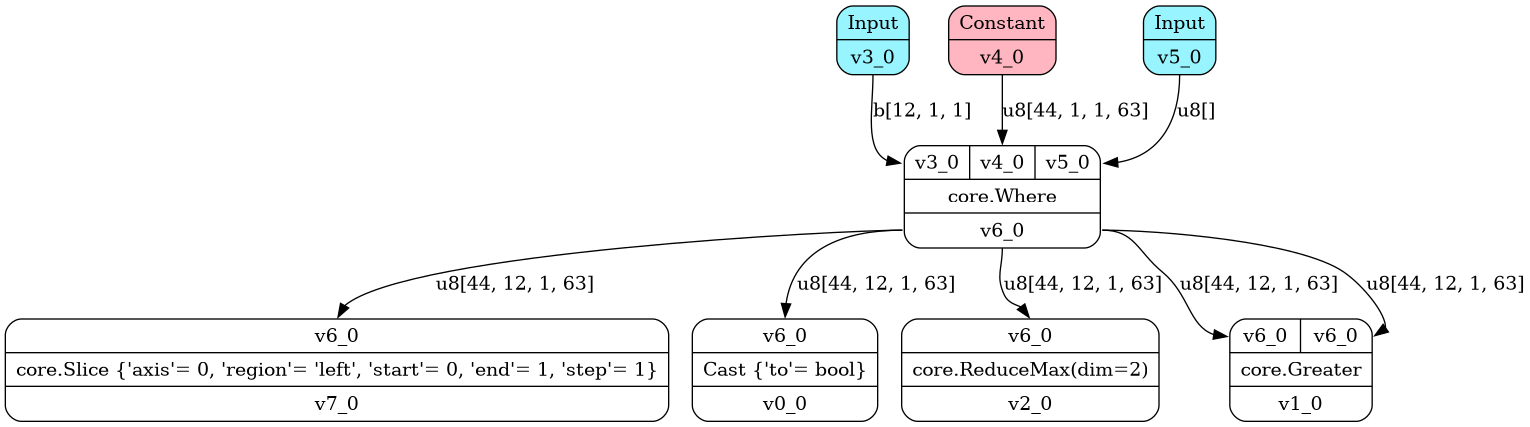 Input
v3_0
Constant
v4_0
Input
v5_0
b[12, 1, 1]
u8[44, 1, 1, 63]
u8[]
v3_0 v4_0 v5_0
core.Where
v6_0
u8[44, 12, 1, 63]
u8[44, 12, 1, 63]
u8[44, 12, 1, 63]
u8[44, 12, 1, 63]
u8[44, 12, 1, 63]
v6_0
core.Slice {'axis'= 0, 'region'= 'left', 'start'= 0, 'end'= 1, 'step'= 1}
v7_0
v6_0
Cast {'to'= bool}
v0_0
v6_0
core.ReduceMax(dim=2)
v2_0
v6_0 v6_0
core.Greater
v1_0